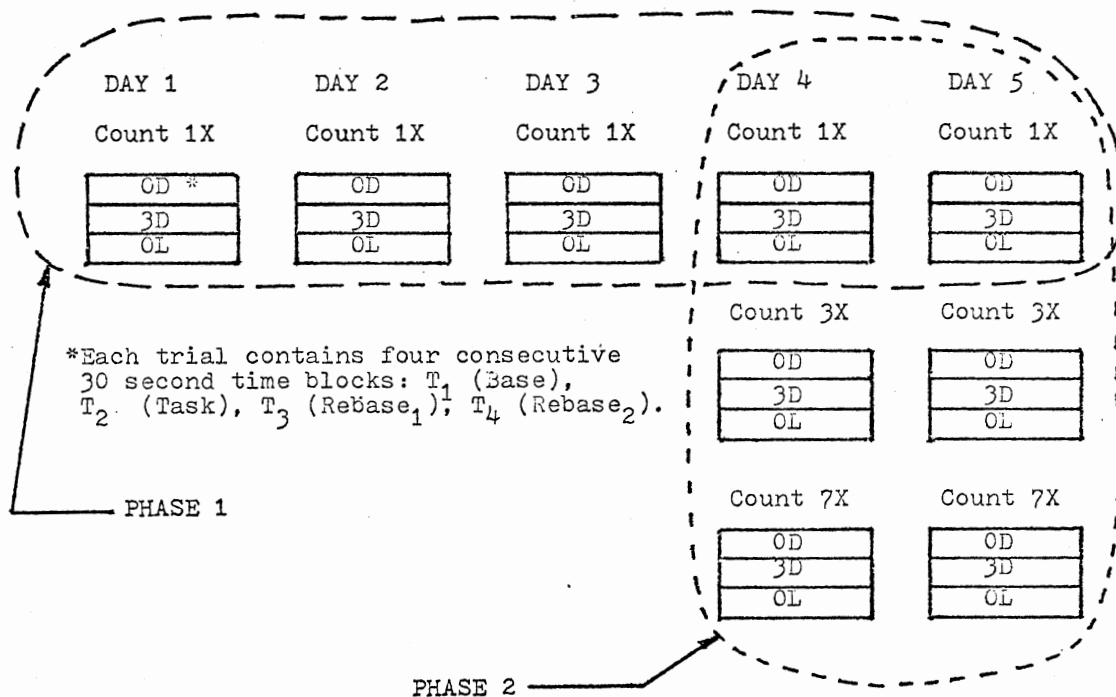 DAY 1 DAY 2 DAY 3 DAY 4 DAY 5
Count 1X Count 1X Count 1X Count 1X Count 1X
OD * OD OD OD OD
3D 3D 3D 3D 3D
OL OL OL OL OL
Count 3X Count 3X
*Each trial contains four consecutive
30 second time blocks: T1 (Base),
T2 (Task), T3 (Rebase1), T4 (Rebase2).
OD OD
3D 3D
OL OL
PHASE 1
Count 7X Count 7X
OD OD
3D 3D
OL OL
PHASE 2